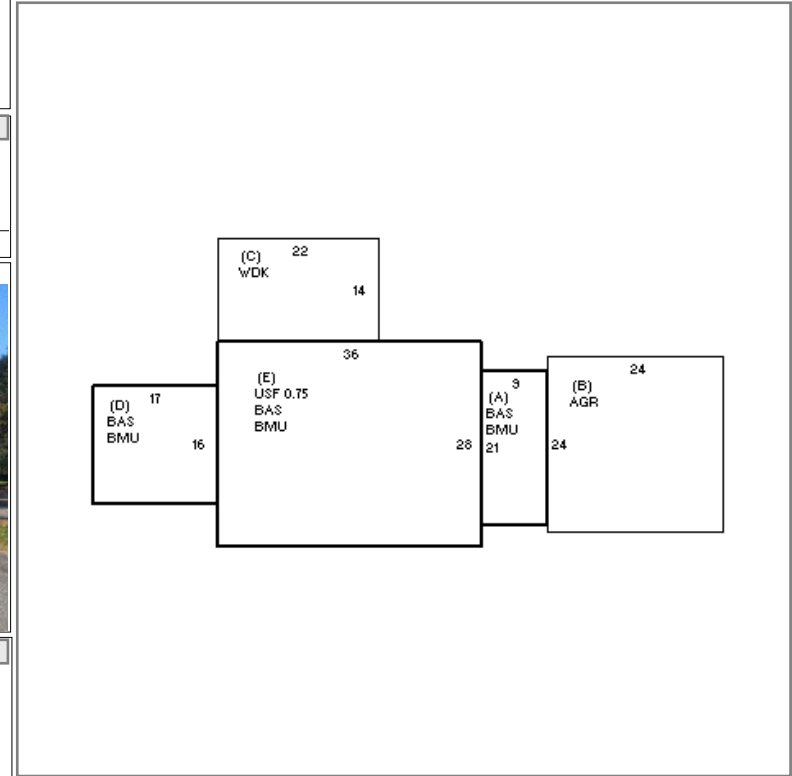 (C) 22
WDK
14
36
(E)
USF 0.75
BAS
BMU
28
17
(D)
BAS
BMU
16
9
(A)
BAS
BMU
21
24
(B)
AGR
24